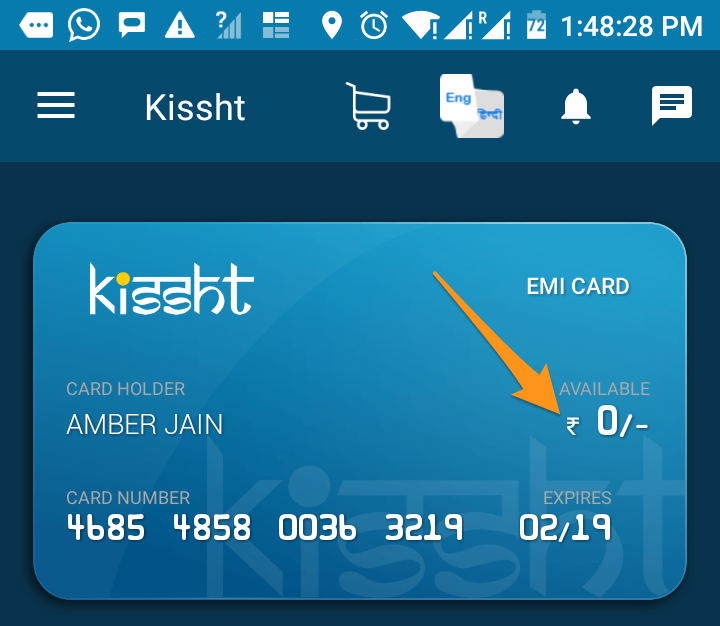 ? R 72 1:48:28 PM
Kissht Eng हिन्दी
kissht EMI CARD
CARD HOLDER AVAILABLE
AMBER JAIN ₹ 0/-
CARD NUMBER EXPIRES
4685 4858 0036 3219 02/19
kissht